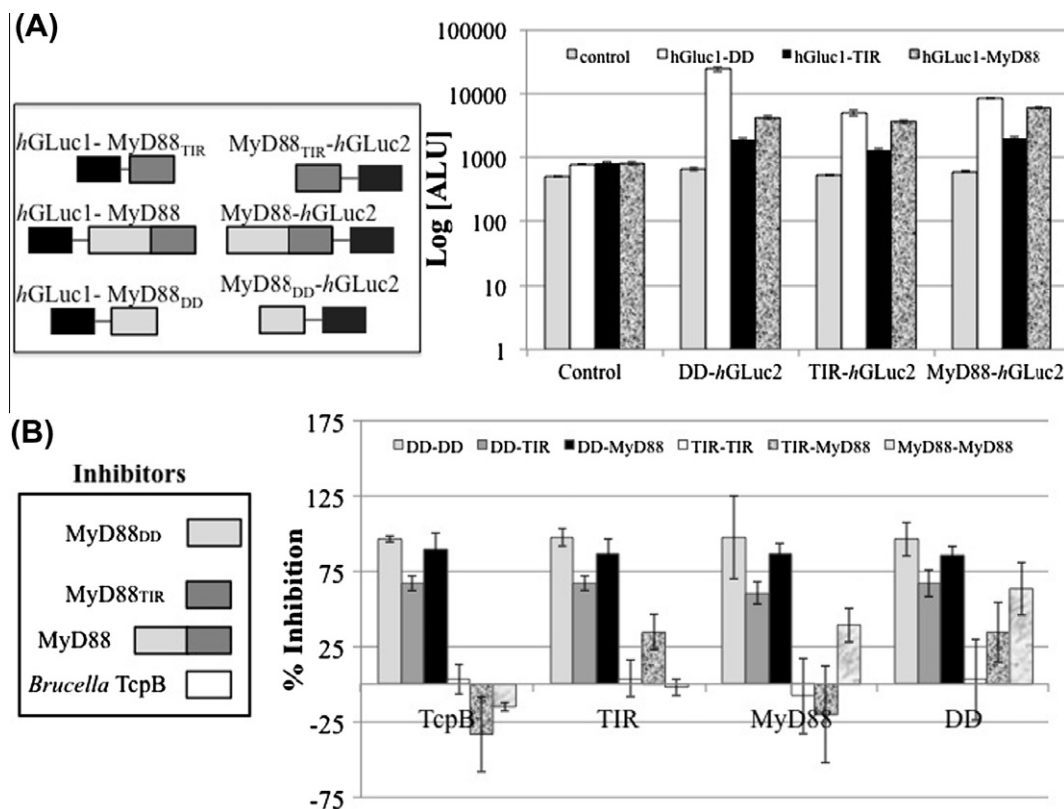 (A)
hGLuc1- MyD88TIR
MyD88TIR-hGLuc2
hGLuc1- MyD88
MyD88-hGLuc2
hGLuc1- MyD88DD
MyD88DD-hGLuc2
Log [ALU]
100000
10000
1000
100
10
1
control
hGluc1-DD
hGluc1-TIR
hGLuc1-MyD88
Control
DD-hGLuc2
TIR-hGLuc2
MyD88-hGLuc2
(B)
Inhibitors
MyD88DD
MyD88TIR
MyD88
Brucella TcpB
% Inhibition
175
125
75
25
-25
-75
DD-DD
DD-TIR
DD-MyD88
TIR-TIR
TIR-MyD88
MyD88-MyD88
TcpB
TIR
MyD88
DD